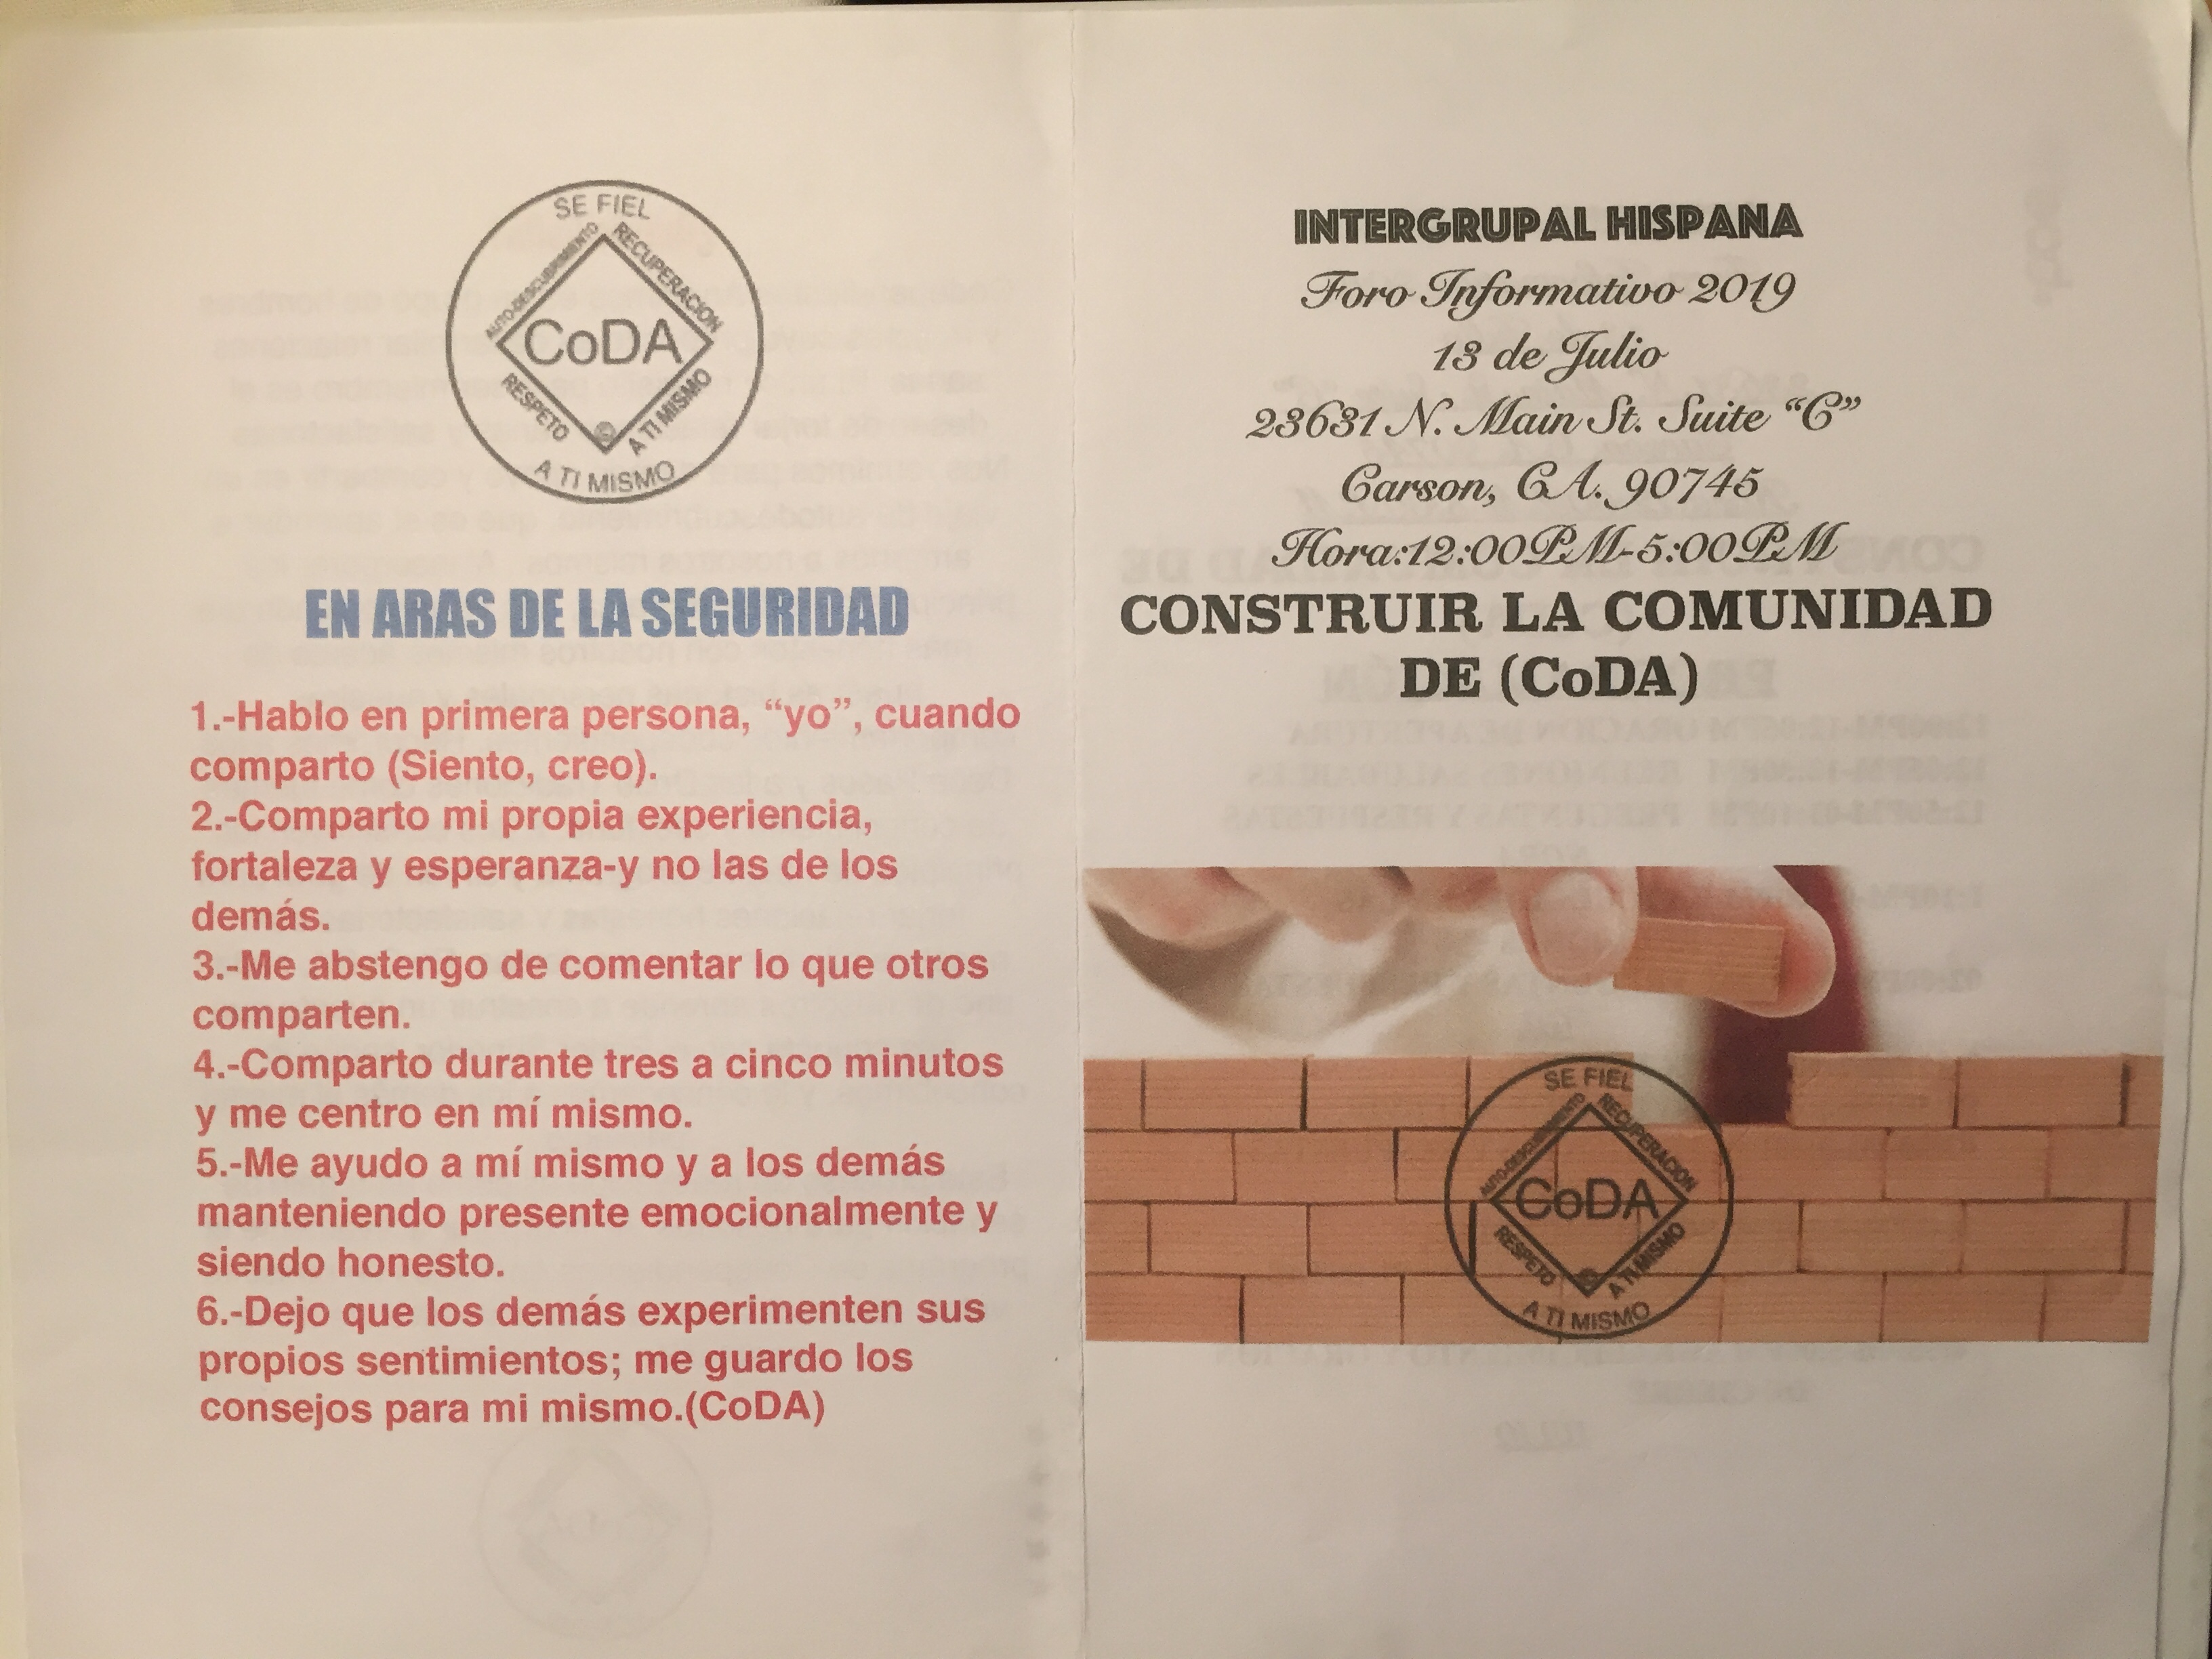 SE FIEL
AUTO-DESCUBRIMIENTO
RECUPERACION
CoDA
RESPETO
©
A TI MISMO
A TI MISMO
EN ARAS DE LA SEGURIDAD
1.-Hablo en primera persona, “yo”, cuando
comparto (Siento, creo).
2.-Comparto mi propia experiencia,
fortaleza y esperanza-y no las de los
demás.
3.-Me abstengo de comentar lo que otros
comparten.
4.-Comparto durante tres a cinco minutos
y me centro en mí mismo.
5.-Me ayudo a mí mismo y a los demás
manteniendo presente emocionalmente y
siendo honesto.
6.-Dejo que los demás experimenten sus
propios sentimientos; me guardo los
consejos para mi mismo.(CoDA)
INTERGRUPAL HISPANA
Foro Informativo 2019
13 de Julio
23631 N. Main St. Suite “C”
Carson, CA. 90745
Hora:12:00PM-5:00PM
CONSTRUIR LA COMUNIDAD
DE (CoDA)
SE FIEL
AUTO-DESCUBRIMIENTO
RECUPERACION
CoDA
RESPETO
©
A TI MISMO
A TI MISMO